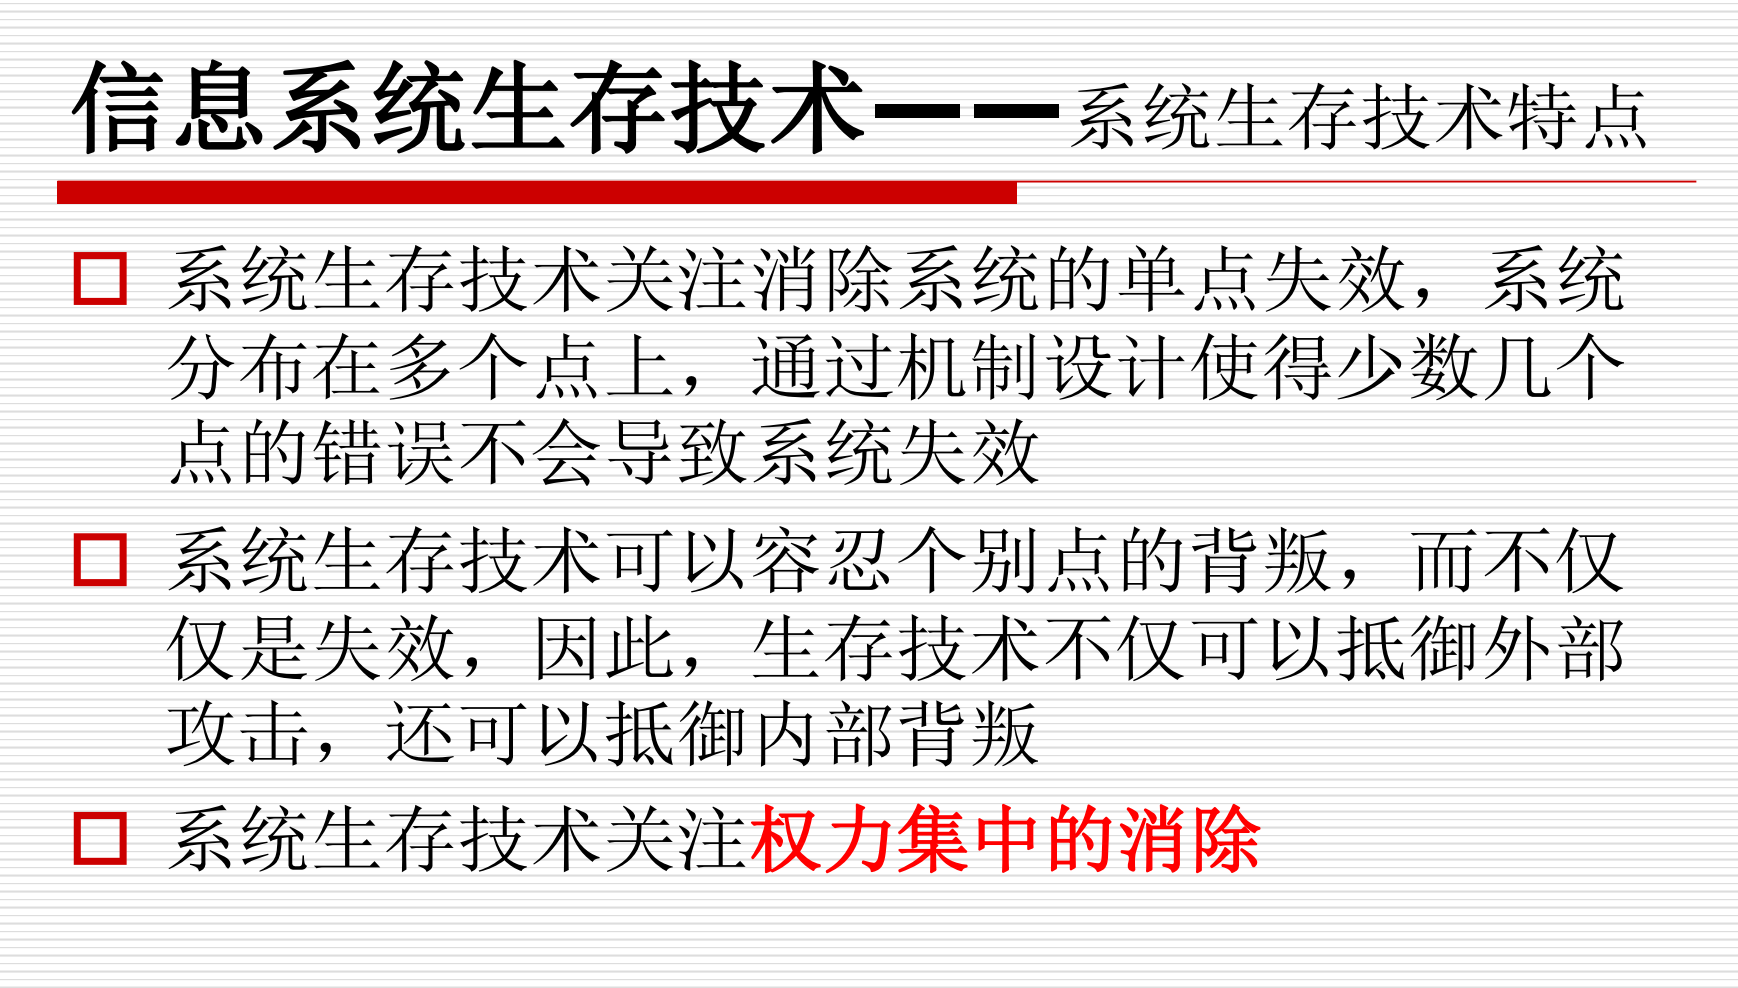 信息系统生存技术——系统生存技术特点
系统生存技术关注消除系统的单点失效，系统
分布在多个点上，通过机制设计使得少数几个
点的错误不会导致系统失效
系统生存技术可以容忍个别点的背叛，而不仅
仅是失效，因此，生存技术不仅可以抵御外部
攻击，还可以抵御内部背叛
系统生存技术关注权力集中的消除